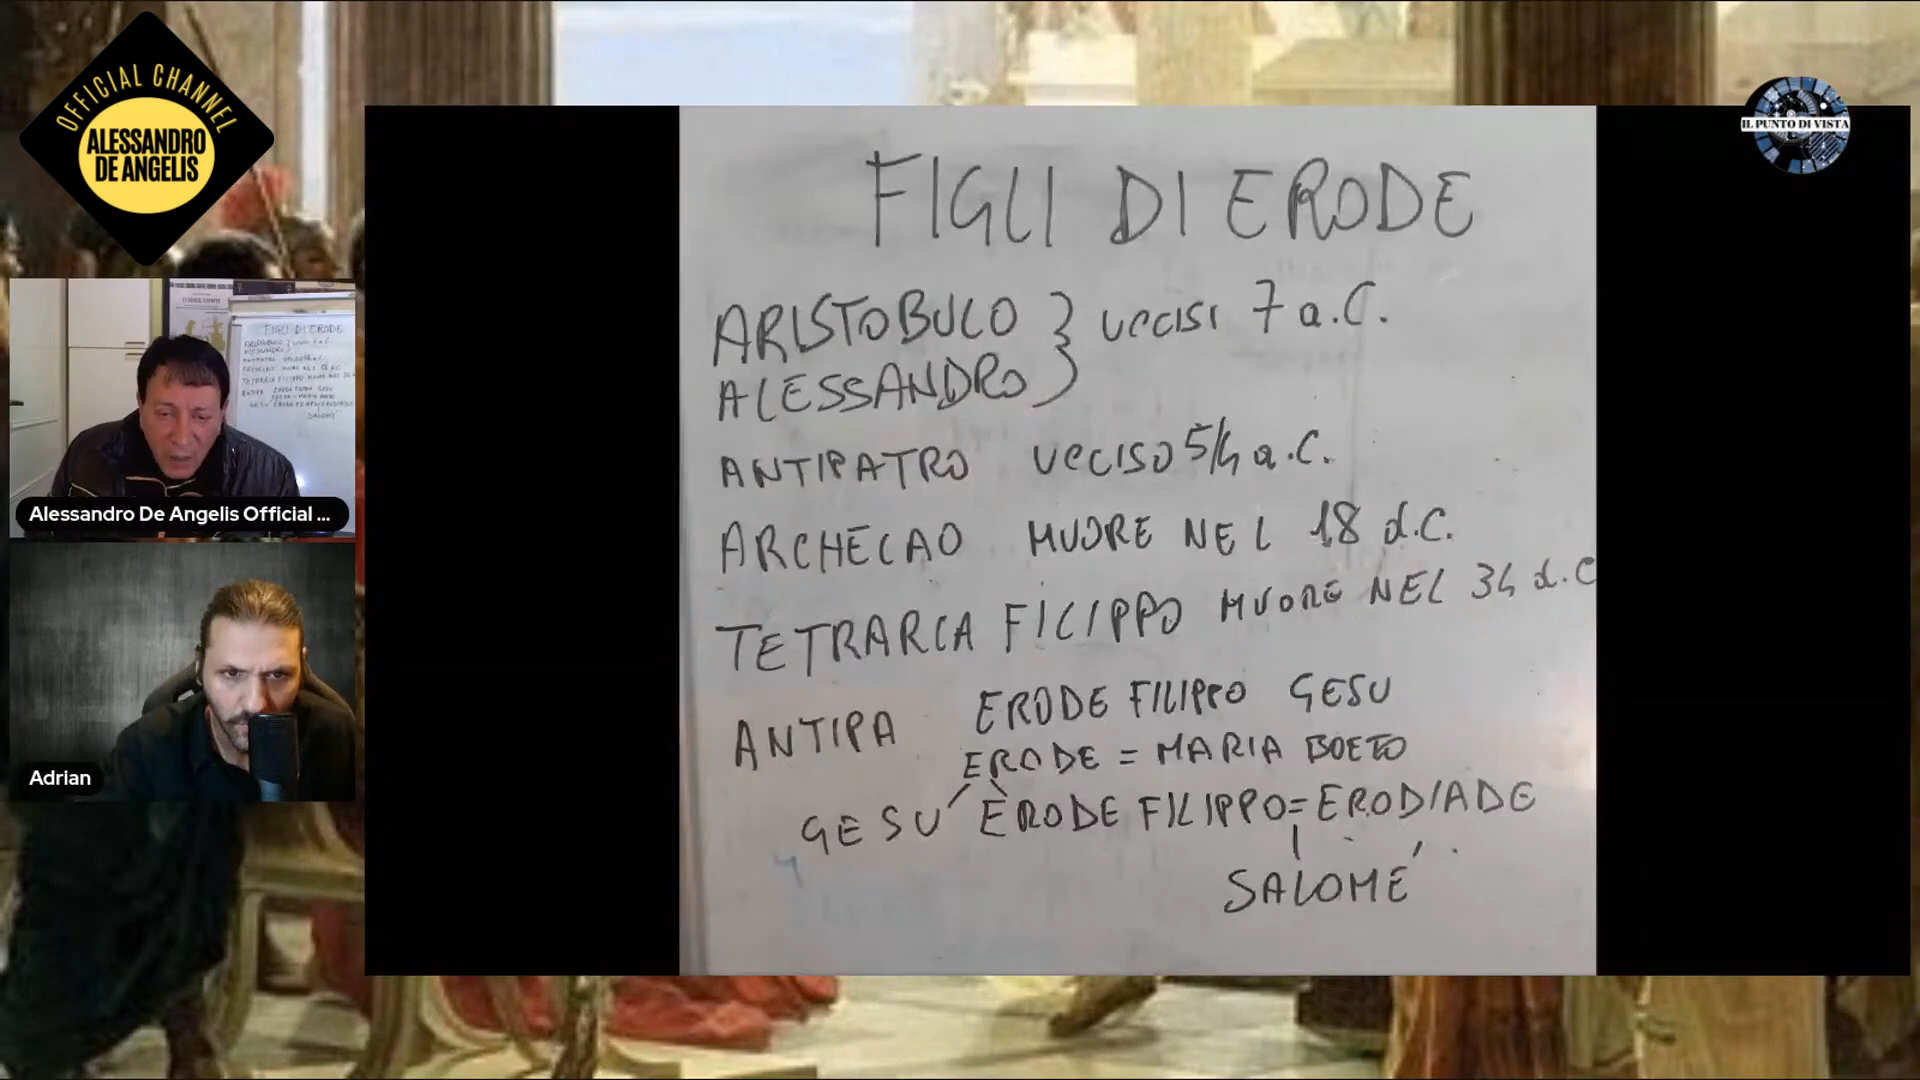 OFFICIAL CHANNEL
ALESSANDRO
DE ANGELIS
IL PUNTO DI VISTA
FIGLI DI ERODE
ARISTOBULO } uccisi 7 a.C.
ALESSANDRO
ANTIPATRO UCCISO 5/4 a.C.
ARCHELAO MUORE NEL 18 d.C.
TETRARCA FILIPPO MUORE NEL 34 d.C
ANTIPA ERODE FILIPPO GESU
ERODE = MARIA BOETO
GESU' ERODE FILIPPO = ERODIADE
SALOME'
Alessandro De Angelis Official ...
Adrian